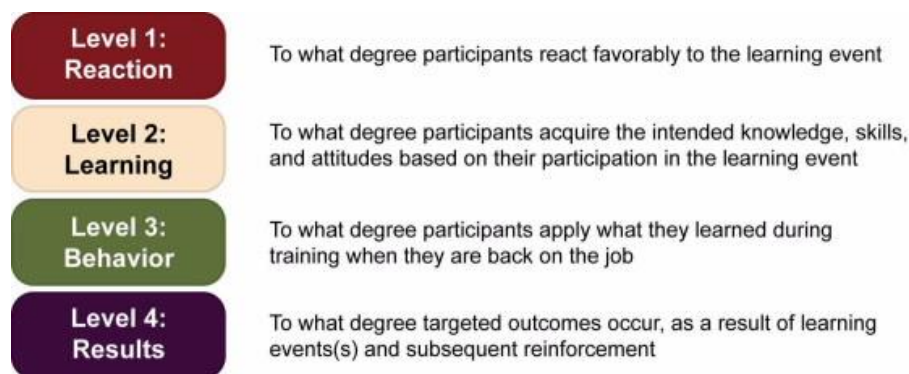 Level 1:
Reaction
To what degree participants react favorably to the learning event
Level 2:
Learning
To what degree participants acquire the intended knowledge, skills,
and attitudes based on their participation in the learning event
Level 3:
Behavior
To what degree participants apply what they learned during
training when they are back on the job
Level 4:
Results
To what degree targeted outcomes occur, as a result of learning
events(s) and subsequent reinforcement